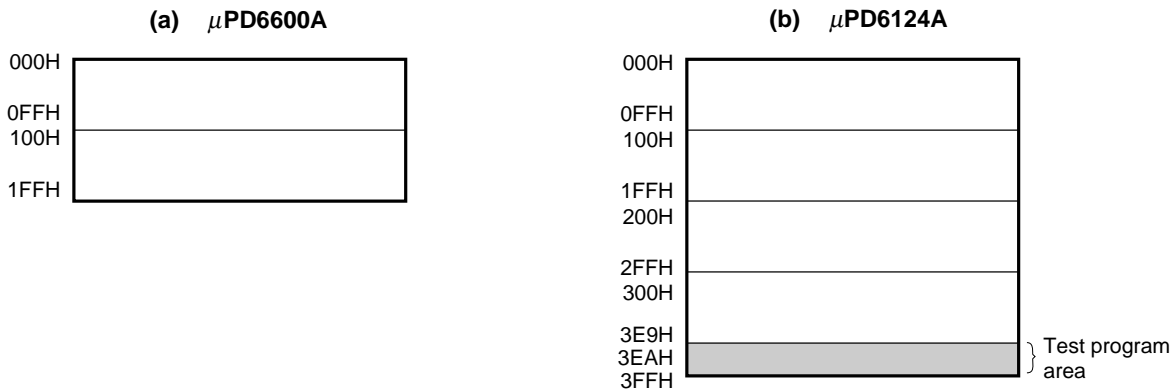 (a) μPD6600A
000H
0FFH
100H
1FFH
(b) μPD6124A
000H
0FFH
100H
1FFH
200H
2FFH
300H
3E9H
3EAH
3FFH
Test program
area